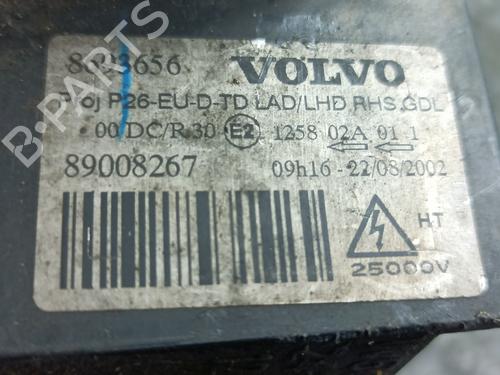 8693656 VOLVO
Proj P26-EU-D-TD LAD/LHD RHS.GDL
00 DC/R 30 E2 1258 02A 01 1
89008267 09h16 - 22/08/2002
HT
25000V
B-PARTS